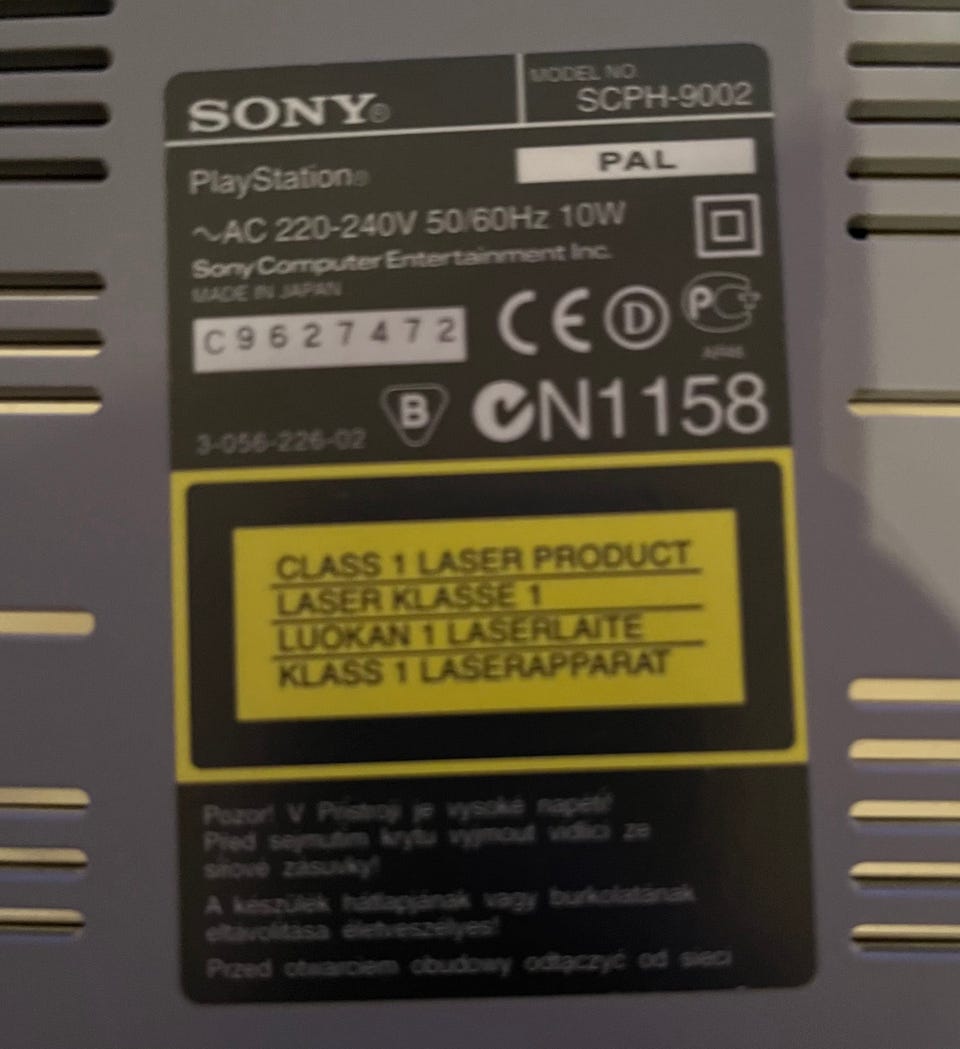 SONY®
MODEL NO.
SCPH-9002
PlayStation®
PAL
~AC 220-240V 50/60Hz 10W
Sony Computer Entertainment Inc.
MADE IN JAPAN
C9627472
CE D PC
B
N1158
3-056-226-02
CLASS 1 LASER PRODUCT
LASER KLASSE 1
LUOKAN 1 LASERLAITE
KLASS 1 LASERAPPARAT
Pozor! V Prístroji je vysoké napětí!
Před sejmutím krytu vyjmout vidlici ze
síťové zásuvky!
A készülék hátlapjának vagy burkolatának
eltávolítása életveszélyes!
Przed otwarciem obudowy odłączyć od sieci